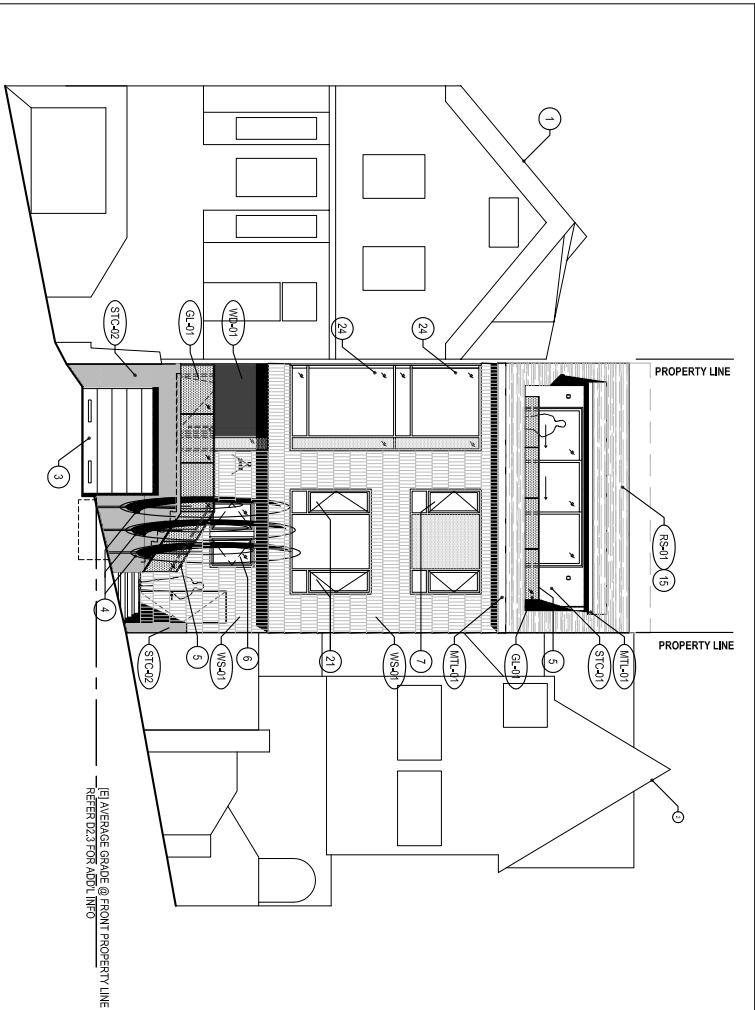 1
PROPERTY LINE
RS-01
15
PROPERTY LINE
24
24
WD-01
GL-01
STC-02
3
4
MTL-01
STC-01
5
GL-01
MTL-01
7
WS-01
21
6
WS-01
5
STC-02
2
[E] AVERAGE GRADE @ FRONT PROPERTY LINE
REFER D2.3 FOR ADD'L INFO